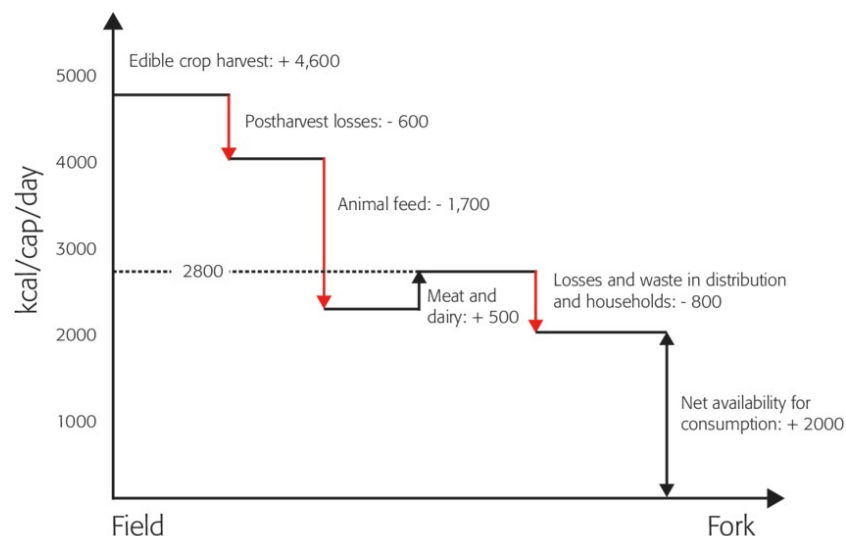 Edible crop harvest: + 4,600
5000
Postharvest losses: - 600
4000
Animal feed: - 1,700
3000
kcal/cap/day
2800
Losses and waste in distribution
and households: - 800
Meat and
dairy: + 500
2000
Net availability for
consumption: + 2000
1000
Field
Fork